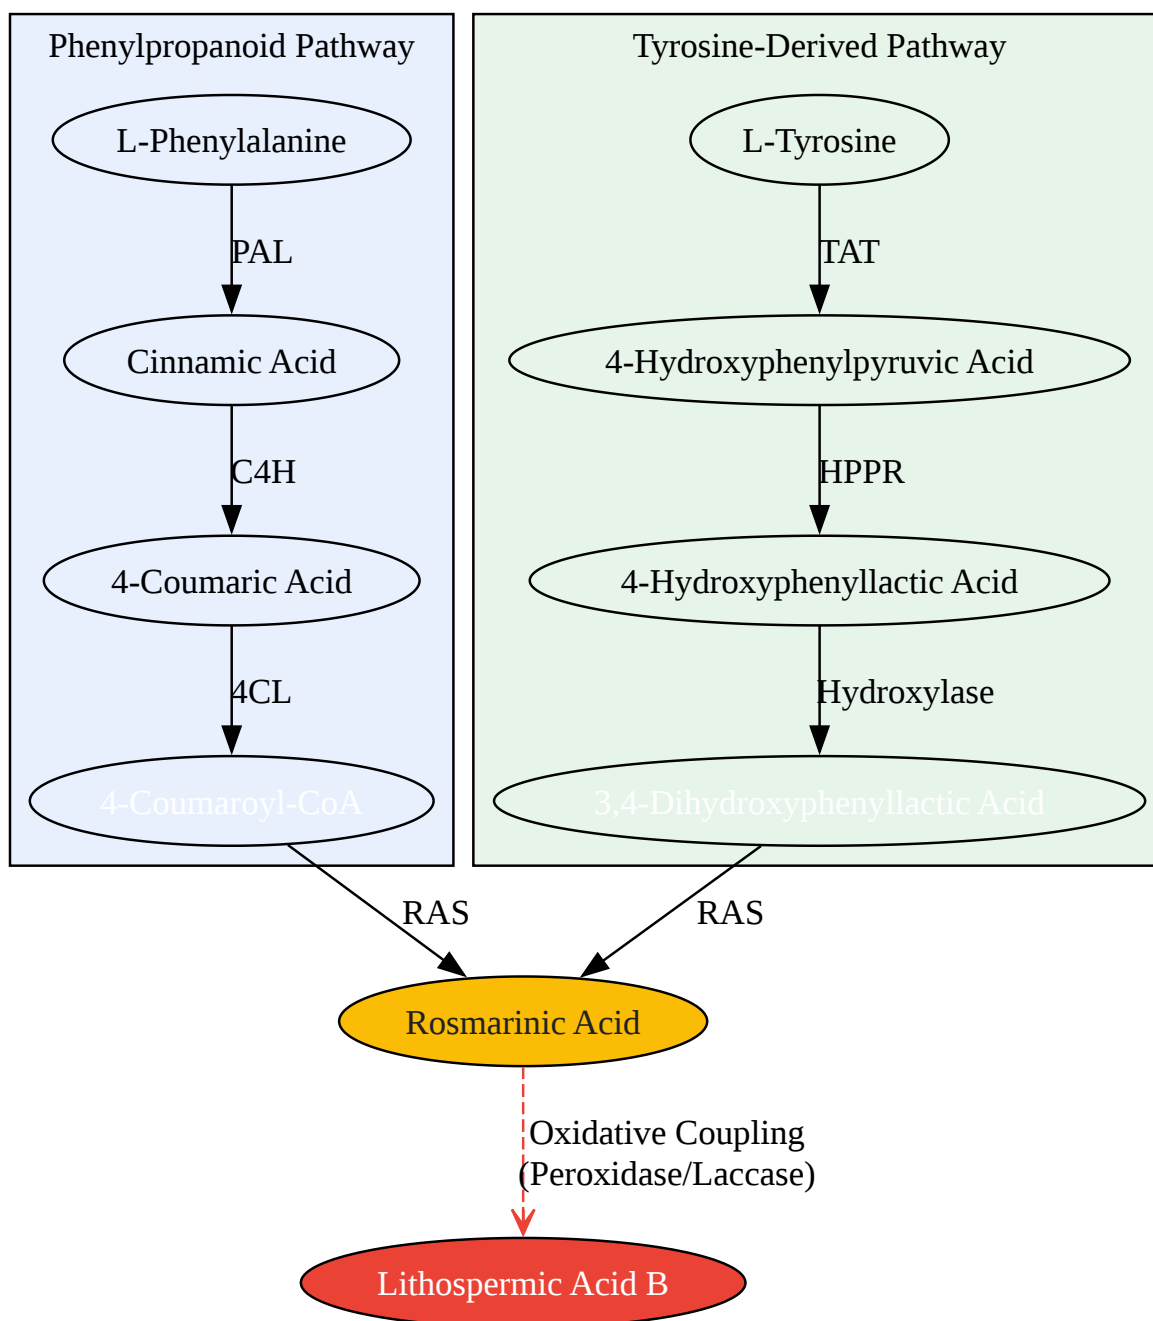 Phenylpropanoid Pathway
L-Phenylalanine
PAL
Cinnamic Acid
C4H
4-Coumaric Acid
4CL
4-Coumaroyl-CoA
Tyrosine-Derived Pathway
L-Tyrosine
TAT
4-Hydroxyphenylpyruvic Acid
HPPR
4-Hydroxyphenyllactic Acid
Hydroxylase
3,4-Dihydroxyphenyllactic Acid
RAS
RAS
Rosmarinic Acid
Oxidative Coupling
(Peroxidase/Laccase)
Lithospermic Acid B